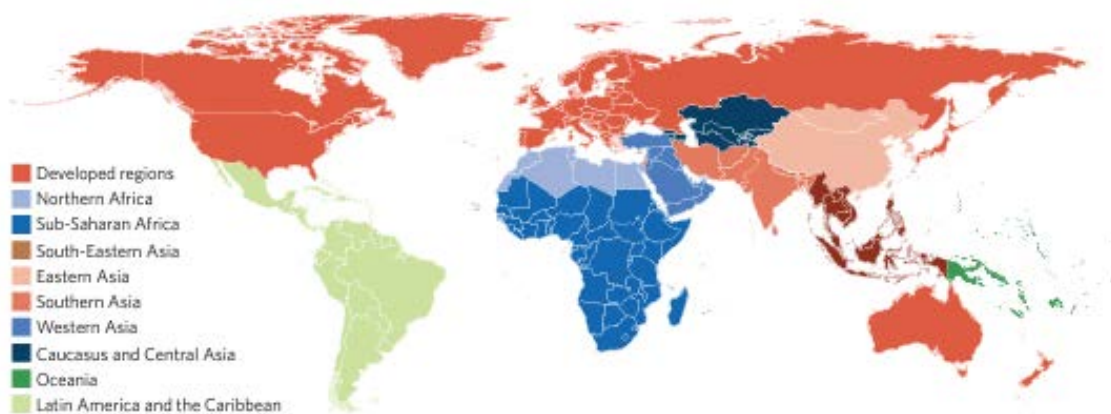 Developed regions
Northern Africa
Sub-Saharan Africa
South-Eastern Asia
Eastern Asia
Southern Asia
Western Asia
Caucasus and Central Asia
Oceania
Latin America and the Caribbean